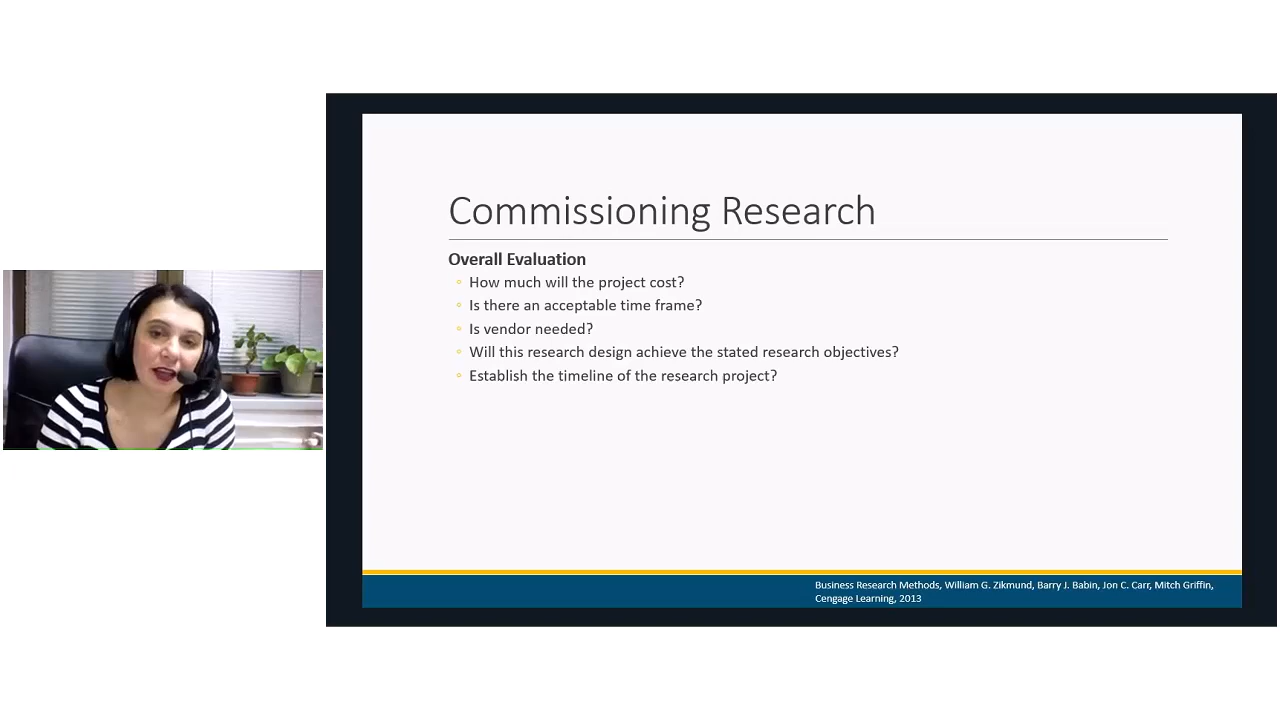 Commissioning Research
Overall Evaluation
How much will the project cost?
Is there an acceptable time frame?
Is vendor needed?
Will this research design achieve the stated research objectives?
Establish the timeline of the research project?
Business Research Methods, William G. Zikmund, Barry J. Babin, Jon C. Carr, Mitch Griffin,
Cengage Learning, 2013